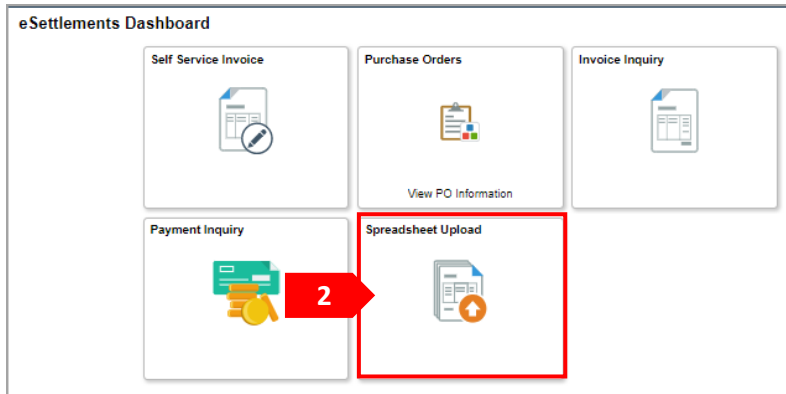 eSettlements Dashboard
Self Service Invoice
Purchase Orders
Invoice Inquiry
View PO Information
Payment Inquiry
Spreadsheet Upload
2